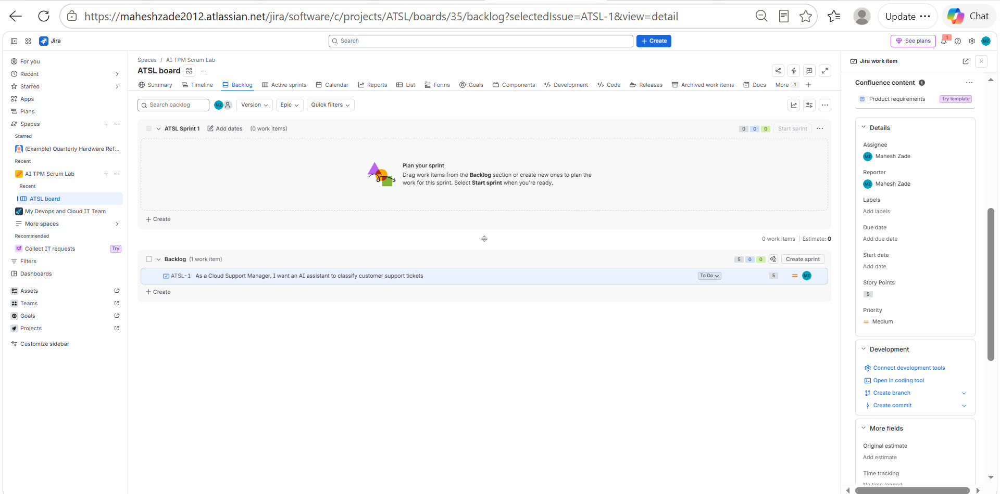 https://maheshzade2012.atlassian.net/jira/software/c/projects/ATSL/boards/35/backlog?selectedIssue=ATSL-1&view=detail
Update
Chat
Jira
Search
Create
See plans
1
MZ
For you
Recent
Starred
Apps
Plans
Spaces
Starred
(Example) Quarterly Hardware Ref...
Recent
AI TPM Scrum Lab
Recent
ATSL board
My Devops and Cloud IT Team
More spaces
Recommended
Collect IT requests Try
Filters
Dashboards
Assets
Teams
Goals
Projects
Customize sidebar
Spaces / AI TPM Scrum Lab
ATSL board
Summary Timeline Backlog Active sprints Calendar Reports List Forms Goals Components Development Code Releases Archived work items Docs More 1
Search backlog MZ Version Epic Quick filters
ATSL Sprint 1 Add dates (0 work items) 0 0 0 Start sprint
Plan your sprint
Drag work items from the Backlog section or create new ones to plan the
work for this sprint. Select Start sprint when you're ready.
Create
0 work items Estimate: 0
Backlog (1 work item) 5 0 0 Create sprint
ATSL-1 As a Cloud Support Manager, I want an AI assistant to classify customer support tickets To Do 5 MZ
Create
Jira work item
Confluence content
Product requirements Try template
Details
Assignee
MZ Mahesh Zade
Reporter
MZ Mahesh Zade
Labels
Add labels
Due date
Add due date
Start date
Add date
Story Points
5
Priority
Medium
Development
Connect development tools
Open in coding tool
Create branch
Create commit
More fields
Original estimate
Add estimate
Time tracking
No time logged